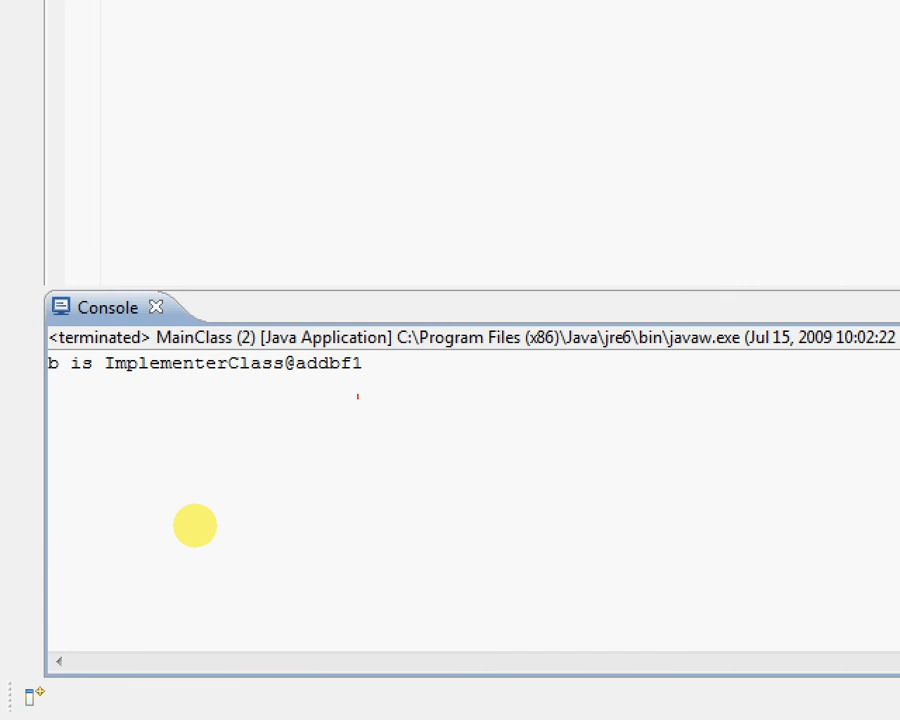 Console
<terminated> MainClass (2) [Java Application] C:\Program Files (x86)\Java\jre6\bin\javaw.exe (Jul 15, 2009 10:02:22
b is ImplementerClass@addbf1